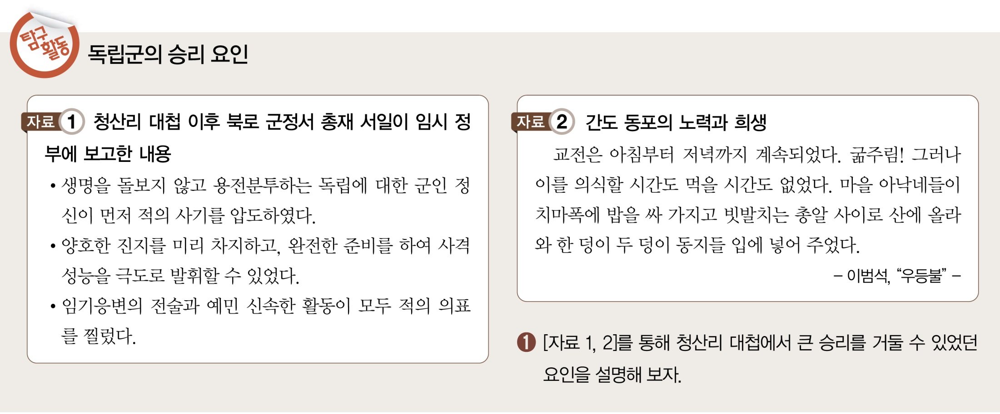 탐구
활동
독립군의 승리 요인
자료 1 청산리 대첩 이후 북로 군정서 총재 서일이 임시 정
부에 보고한 내용
• 생명을 돌보지 않고 용전분투하는 독립에 대한 군인 정
신이 먼저 적의 사기를 압도하였다.
• 양호한 진지를 미리 차지하고, 완전한 준비를 하여 사격
성능을 극도로 발휘할 수 있었다.
• 임기응변의 전술과 예민 신속한 활동이 모두 적의 의표
를 찔렀다.
자료 2 간도 동포의 노력과 희생
교전은 아침부터 저녁까지 계속되었다. 굶주림! 그러나
이를 의식할 시간도 먹을 시간도 없었다. 마을 아낙네들이
치마폭에 밥을 싸 가지고 빗발치는 총알 사이로 산에 올라
와 한 덩이 두 덩이 동지들 입에 넣어 주었다.
– 이범석, “우등불” –
1 [자료 1, 2]를 통해 청산리 대첩에서 큰 승리를 거둘 수 있었던
요인을 설명해 보자.